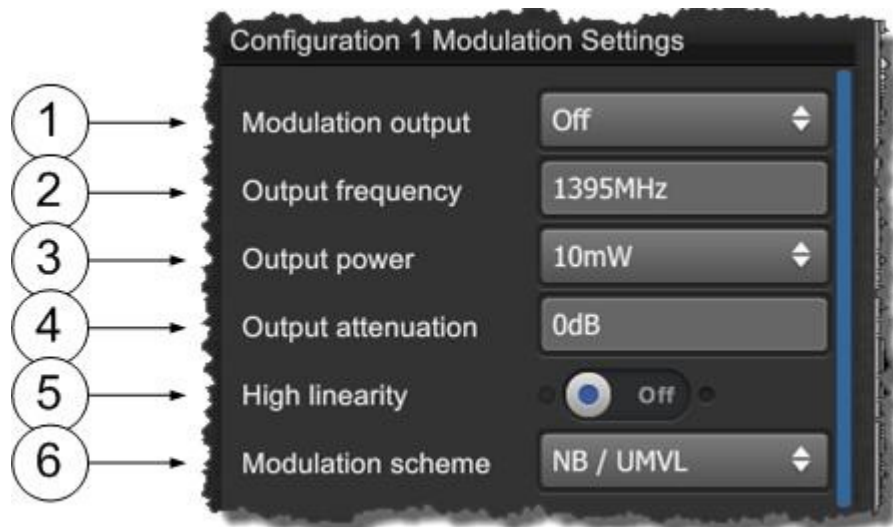 Configuration 1 Modulation Settings
1 Modulation output Off
2 Output frequency 1395MHz
3 Output power 10mW
4 Output attenuation 0dB
5 High linearity Off
6 Modulation scheme NB / UMVL